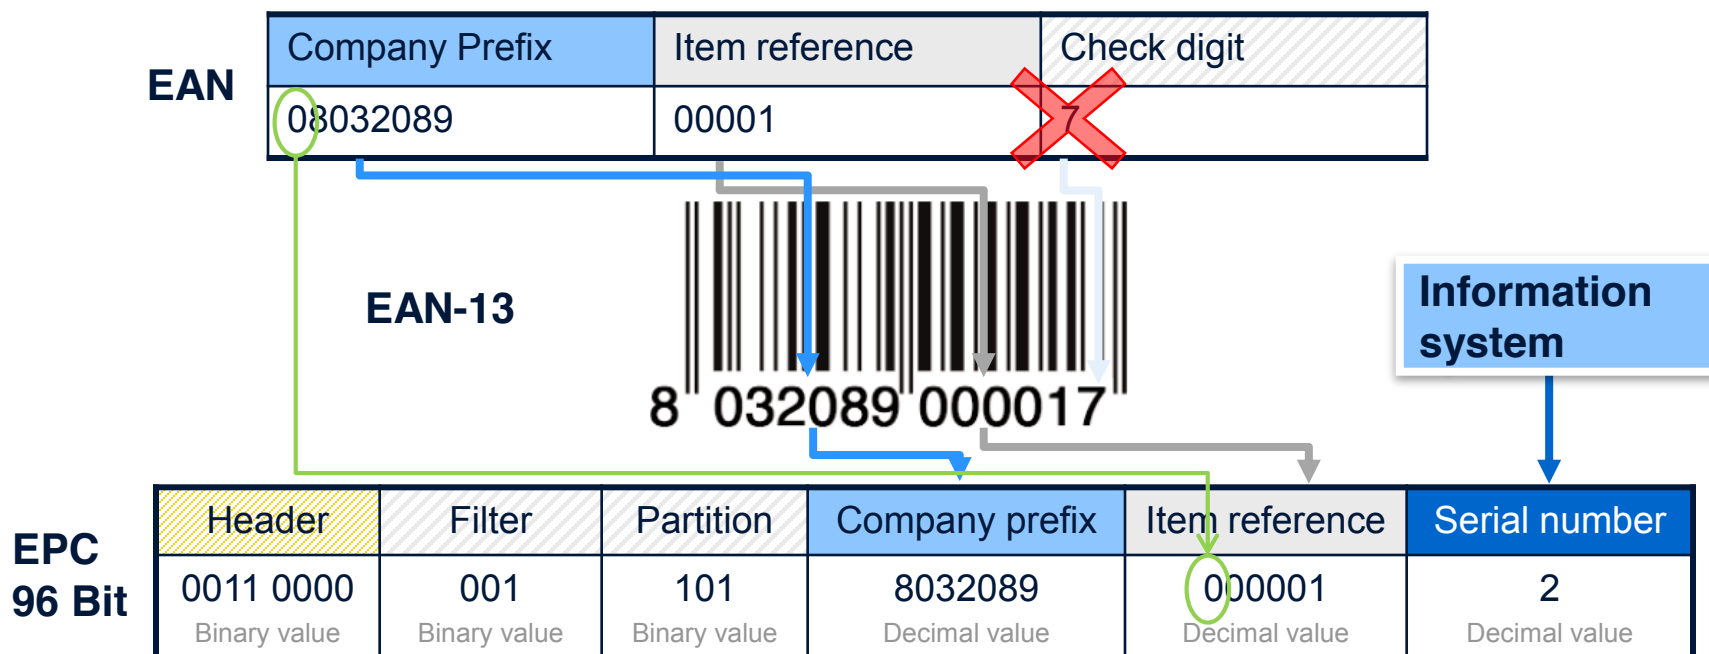 Company Prefix Item reference Check digit
EAN
08032089 00001 7
EAN-13
Information
system
8 032089 000017
Header Filter Partition Company prefix Item reference Serial number
EPC
96 Bit
0011 0000 001 101 8032089 000001 2
Binary value Binary value Binary value Decimal value Decimal value Decimal value